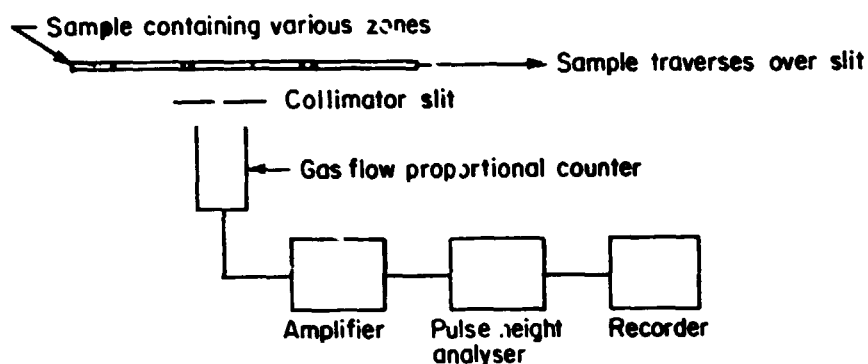 Sample containing various zones
Sample traverses over slit
Collimator slit
Gas flow proportional counter
Amplifier
Pulse height
analyser
Recorder